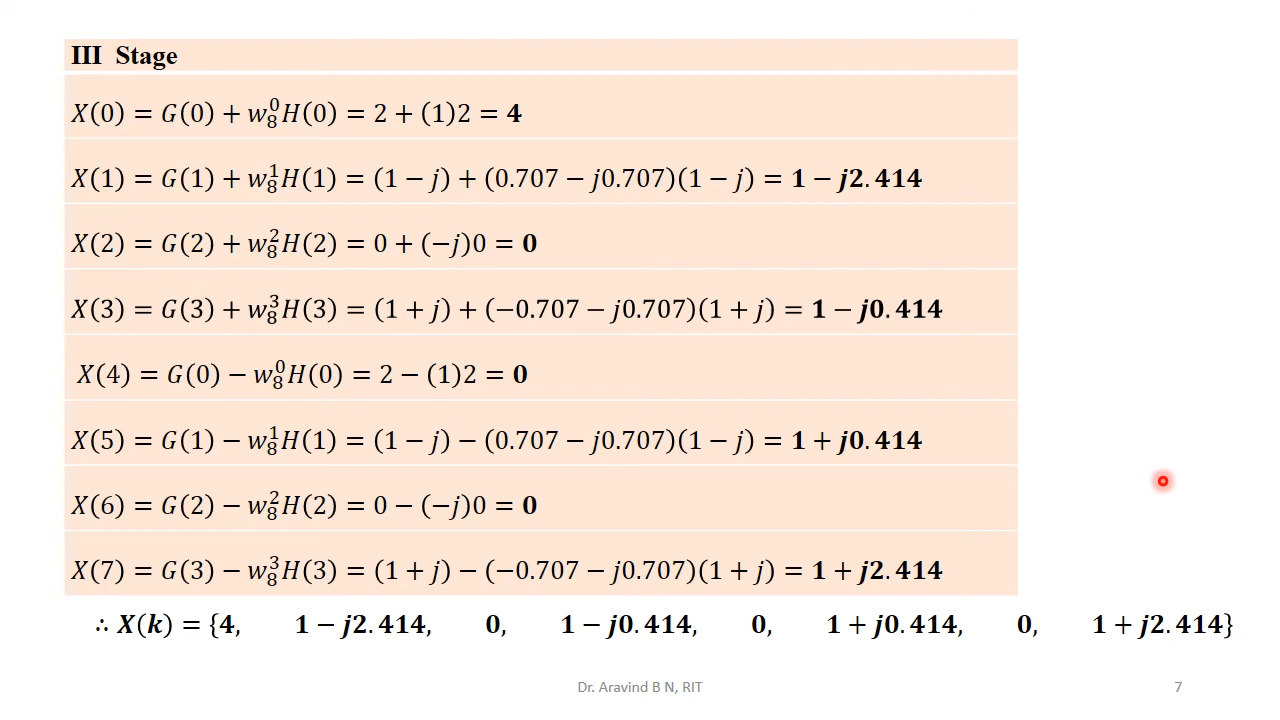 III Stage
X(0) = G(0) + w₈⁰H(0) = 2 + (1)2 = 4
X(1) = G(1) + w₈¹H(1) = (1 − j) + (0.707 − j0.707)(1 − j) = 1 − j2.414
X(2) = G(2) + w₈²H(2) = 0 + (−j)0 = 0
X(3) = G(3) + w₈³H(3) = (1 + j) + (−0.707 − j0.707)(1 + j) = 1 − j0.414
X(4) = G(0) − w₈⁰H(0) = 2 − (1)2 = 0
X(5) = G(1) − w₈¹H(1) = (1 − j) − (0.707 − j0.707)(1 − j) = 1 + j0.414
X(6) = G(2) − w₈²H(2) = 0 − (−j)0 = 0
X(7) = G(3) − w₈³H(3) = (1 + j) − (−0.707 − j0.707)(1 + j) = 1 + j2.414
∴ X(k) = {4, 1 − j2.414, 0, 1 − j0.414, 0, 1 + j0.414, 0, 1 + j2.414}
Dr. Aravind B N, RIT 7